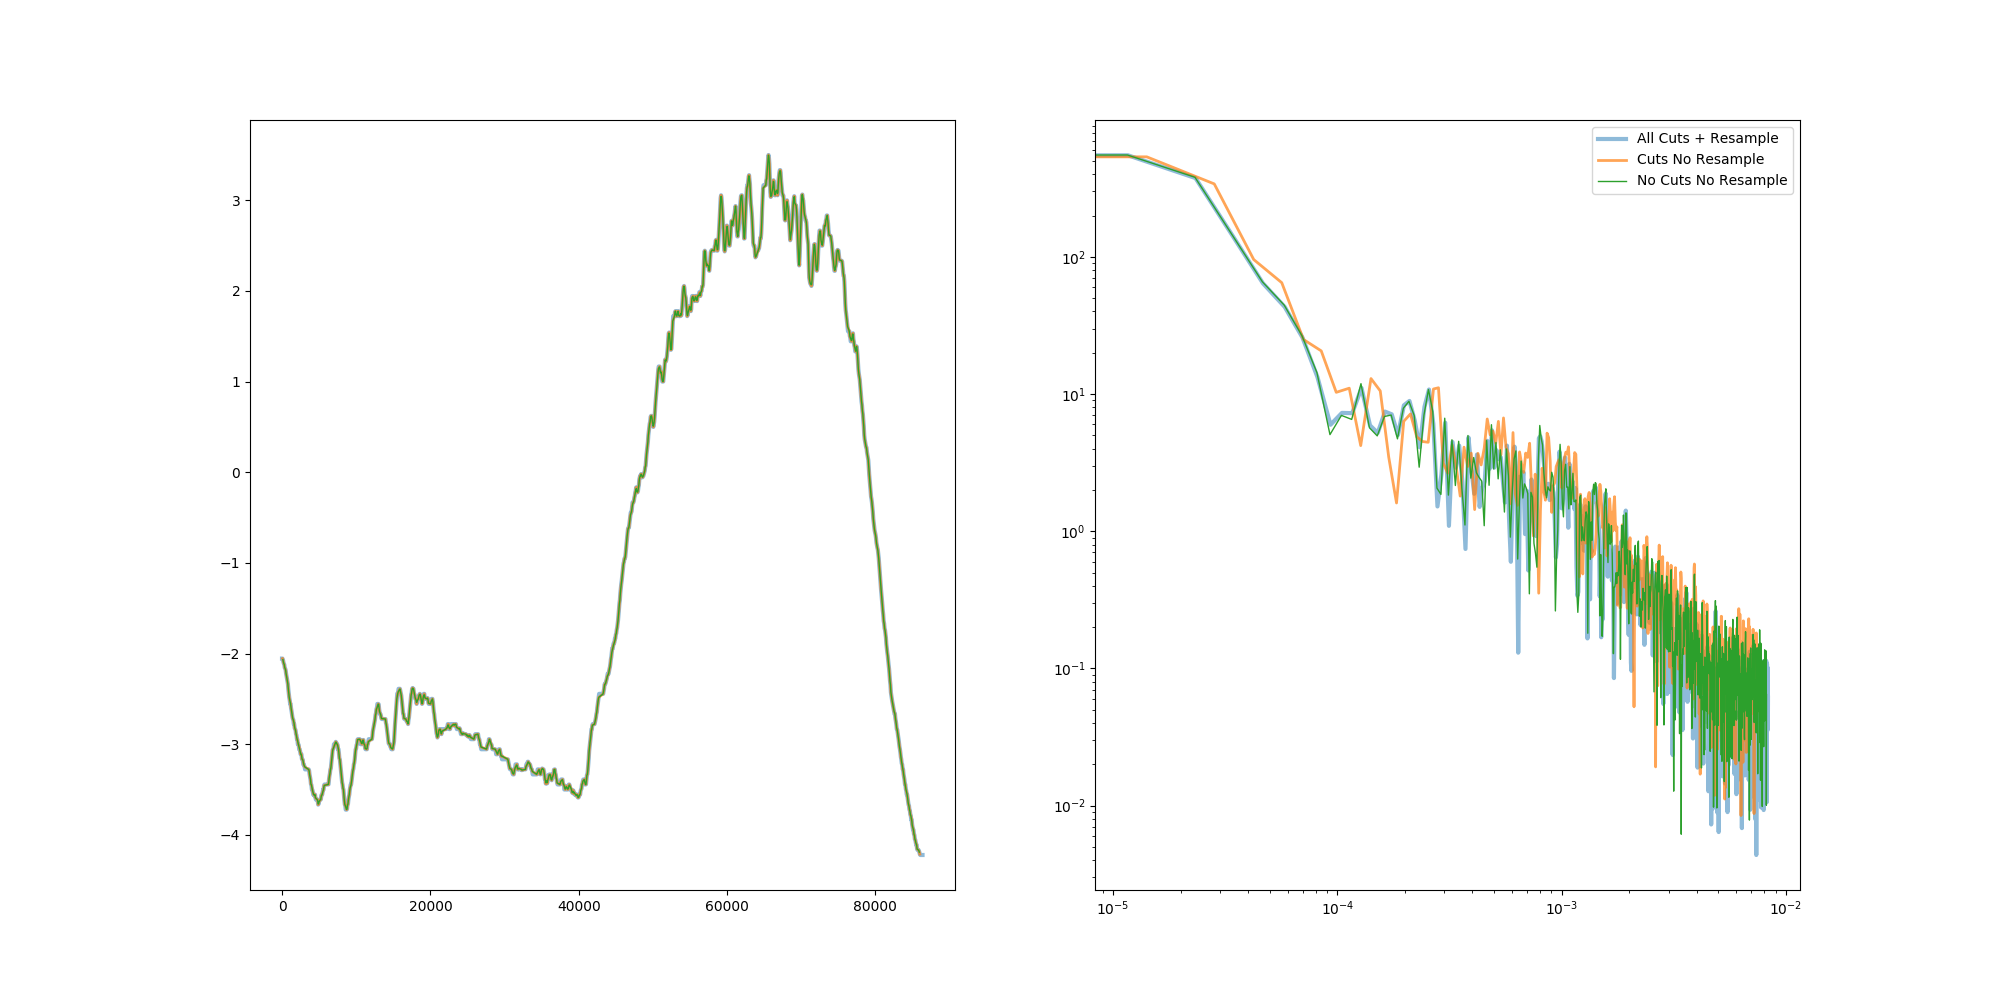 3
2
1
0
−1
−2
−3
−4
0 20000 40000 60000 80000
All Cuts + Resample
Cuts No Resample
No Cuts No Resample
10²
10¹
10⁰
10⁻¹
10⁻²
10⁻⁵ 10⁻⁴ 10⁻³ 10⁻²